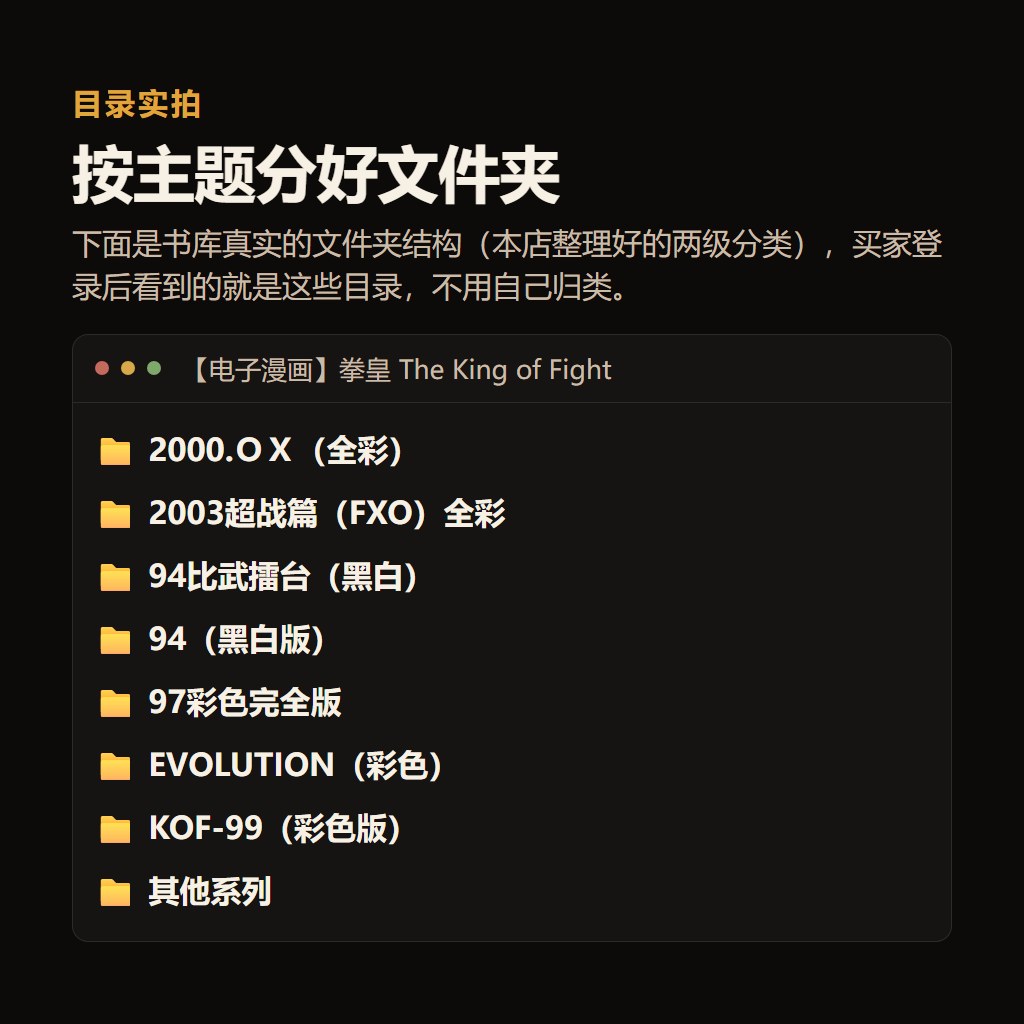 目录实拍
按主题分好文件夹
下面是书库真实的文件夹结构（本店整理好的两级分类），买家登
录后看到的就是这些目录，不用自己归类。
【电子漫画】拳皇 The King of Fight
2000.O X（全彩）
2003超战篇（FXO）全彩
94比武擂台（黑白）
94（黑白版）
97彩色完全版
EVOLUTION（彩色）
KOF-99（彩色版）
其他系列